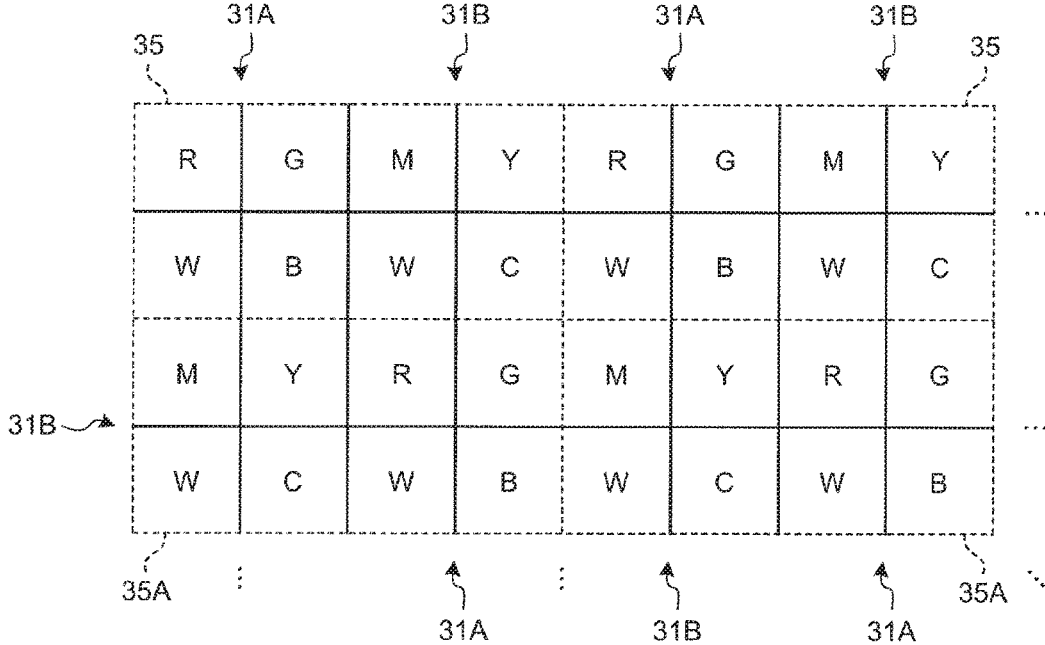 31A 31B 31A 31B
35 35
R G M Y R G M Y
W B W C W B W C
M Y R G M Y R G
31B
W C W B W C W B
35A 35A
31A 31B 31A